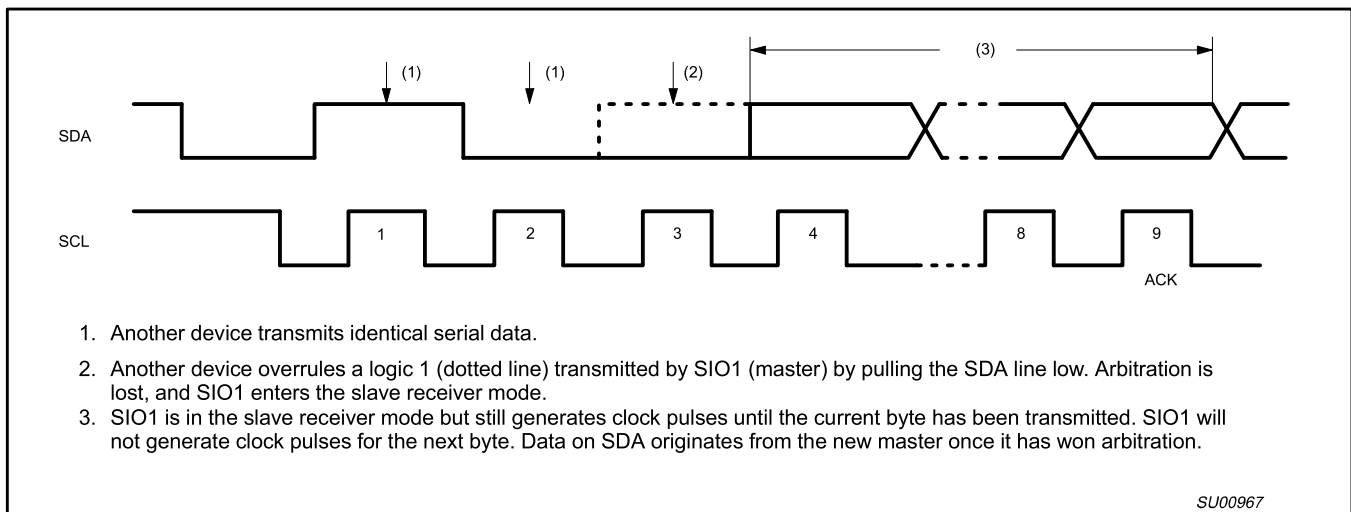 (3)
(1) (1) (2)
SDA
SCL
1 2 3 4 8 9
ACK
1. Another device transmits identical serial data.
2. Another device overrules a logic 1 (dotted line) transmitted by SIO1 (master) by pulling the SDA line low. Arbitration is
lost, and SIO1 enters the slave receiver mode.
3. SIO1 is in the slave receiver mode but still generates clock pulses until the current byte has been transmitted. SIO1 will
not generate clock pulses for the next byte. Data on SDA originates from the new master once it has won arbitration.
SU00967